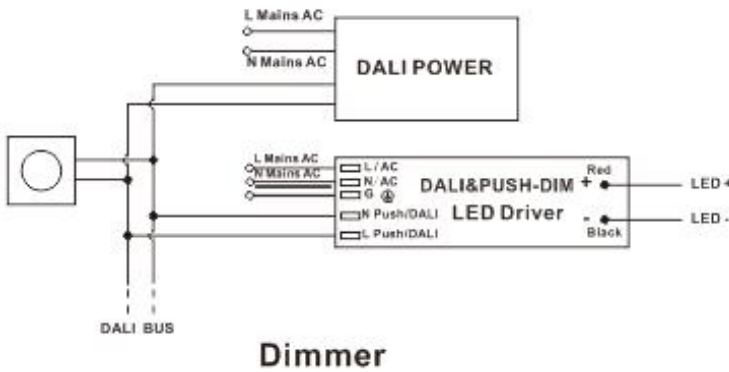 L Mains AC
N Mains AC
DALI POWER
L Mains AC
N Mains AC
L/AC
N/AC
G
N Push/DALI
L Push/DALI
DALI&PUSH-DIM
LED Driver
Red
+
-
Black
LED +
LED -
DALI BUS
Dimmer